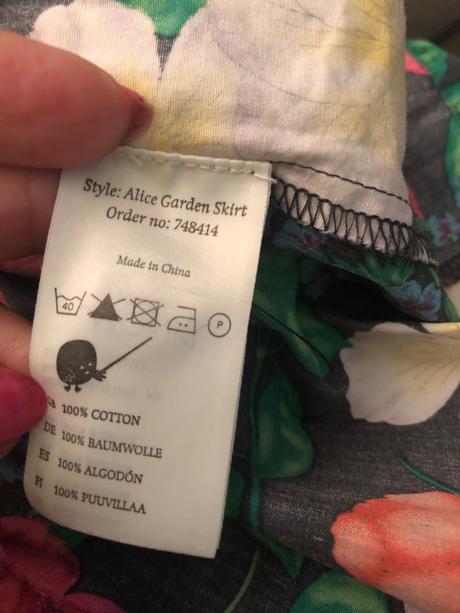 Style: Alice Garden Skirt
Order no: 748414
Made in China
40 P
GB 100% COTTON
DE 100% BAUMWOLLE
ES 100% ALGODÓN
FI 100% PUUVILLAA